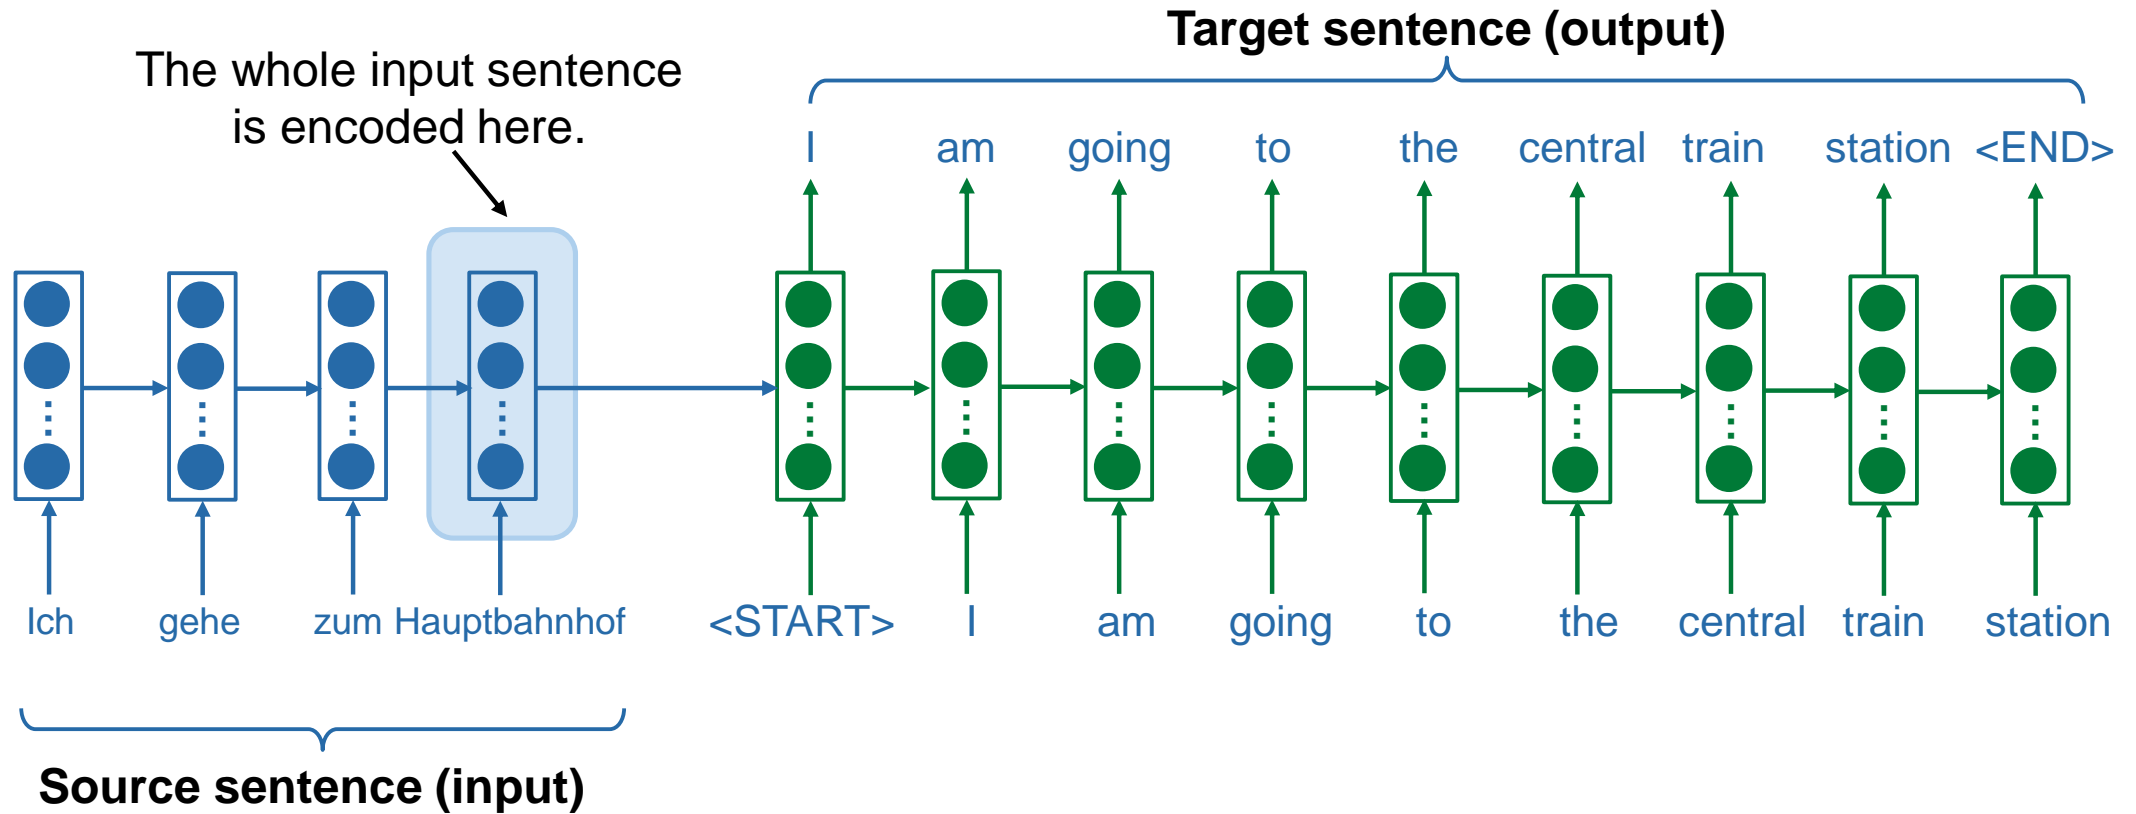 Target sentence (output)
The whole input sentence
is encoded here.
I am going to the central train station <END>
Ich gehe zum Hauptbahnhof <START> I am going to the central train station
Source sentence (input)